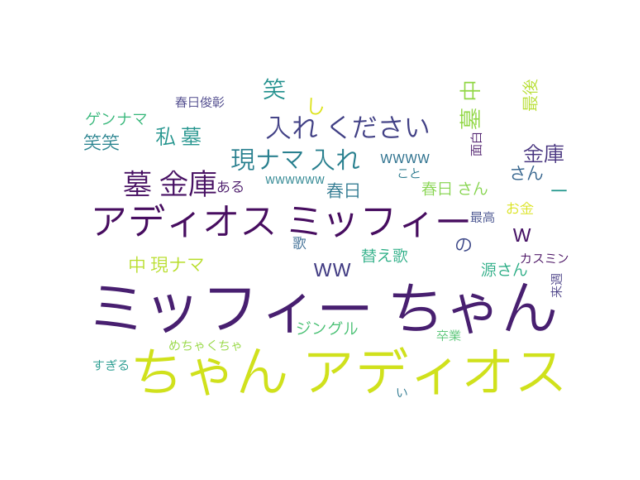 笑
し
墓 中
最後
春日俊彰
ゲンナマ
笑笑
私 墓
入れ ください
面白
現ナマ 入れ
wwww
金庫
さん
墓 金庫
ある
wwwwww
春日
こと
春日 さん
ー
アディオス ミッフィー
最高
お金
w
歌
の
替え歌
カスミン
中 現ナマ
ww
源さん
来週
ミッフィー ちゃん
ジングル
卒業
めちゃくちゃ
すぎる
ちゃん アディオス
い